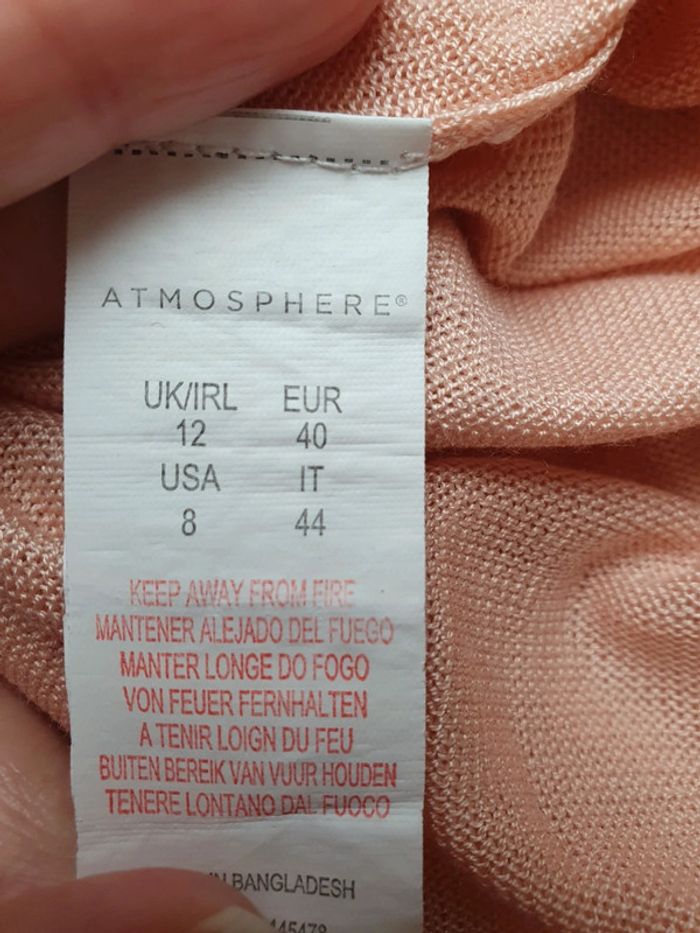 ATMOSPHERE®
UK/IRL EUR
12 40
USA IT
8 44
KEEP AWAY FROM FIRE
MANTENER ALEJADO DEL FUEGO
MANTER LONGE DO FOGO
VON FEUER FERNHALTEN
A TENIR LOIGN DU FEU
BUITEN BEREIK VAN VUUR HOUDEN
TENERE LONTANO DAL FUOCO
BANGLADESH